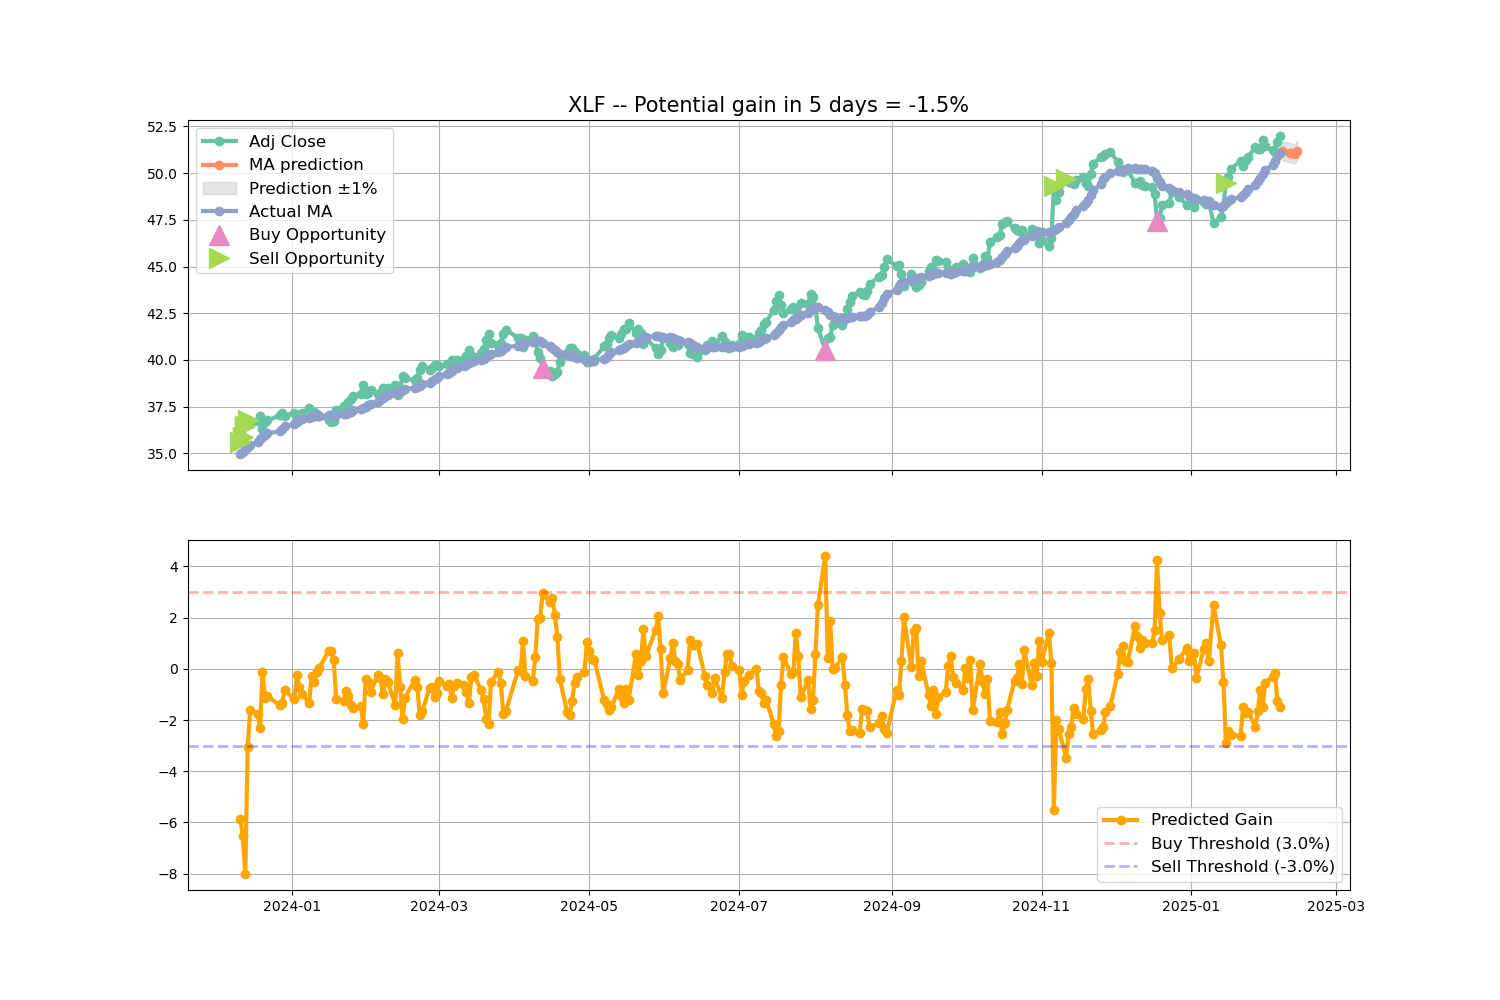 XLF -- Potential gain in 5 days = -1.5%
52.5
50.0
47.5
45.0
42.5
40.0
37.5
35.0
Adj Close
MA prediction
Prediction ±1%
Actual MA
Buy Opportunity
Sell Opportunity
4
2
0
−2
−4
−6
−8
Predicted Gain
Buy Threshold (3.0%)
Sell Threshold (-3.0%)
2024-01 2024-03 2024-05 2024-07 2024-09 2024-11 2025-01 2025-03